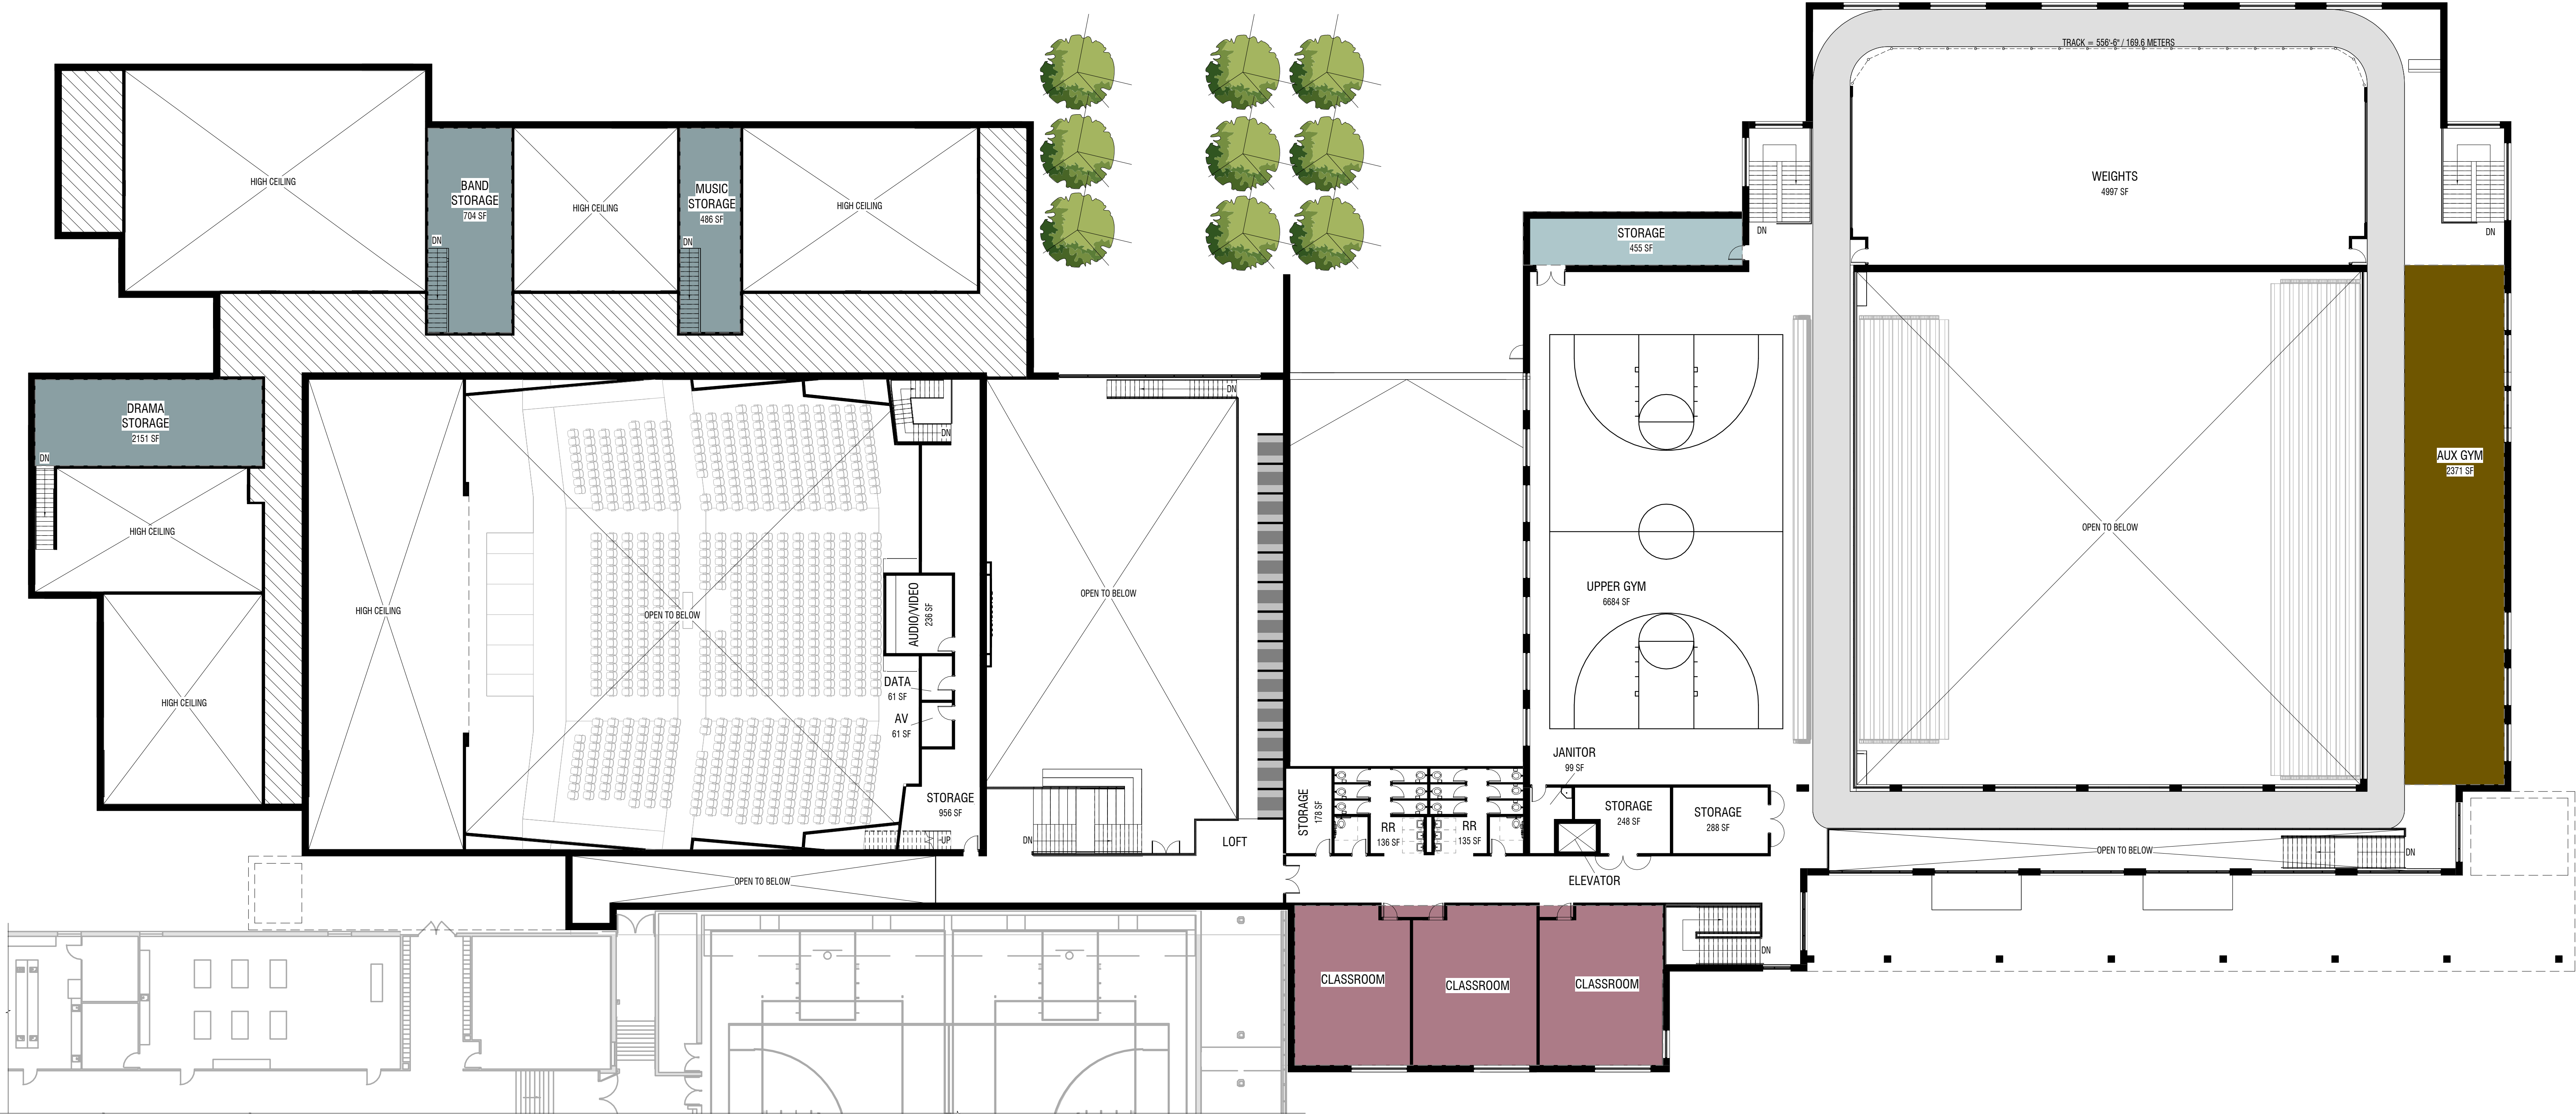 TRACK = 556'-6" / 169.6 METERS
HIGH CEILING
BAND
STORAGE
704 SF
DN
HIGH CEILING
MUSIC
STORAGE
486 SF
DN
HIGH CEILING
STORAGE
455 SF
DN
WEIGHTS
4997 SF
DN
DRAMA
STORAGE
2151 SF
DN
HIGH CEILING
HIGH CEILING
HIGH CEILING
OPEN TO BELOW
DN
AUDIO/VIDEO
236 SF
DATA
61 SF
AV
61 SF
STORAGE
956 SF
UP
DN
OPEN TO BELOW
DN
LOFT
OPEN TO BELOW
UPPER GYM
6684 SF
JANITOR
99 SF
STORAGE
178 SF
RR
136 SF
RR
135 SF
STORAGE
248 SF
STORAGE
288 SF
ELEVATOR
OPEN TO BELOW
AUX GYM
2371 SF
OPEN TO BELOW
DN
CLASSROOM
CLASSROOM
CLASSROOM
DN